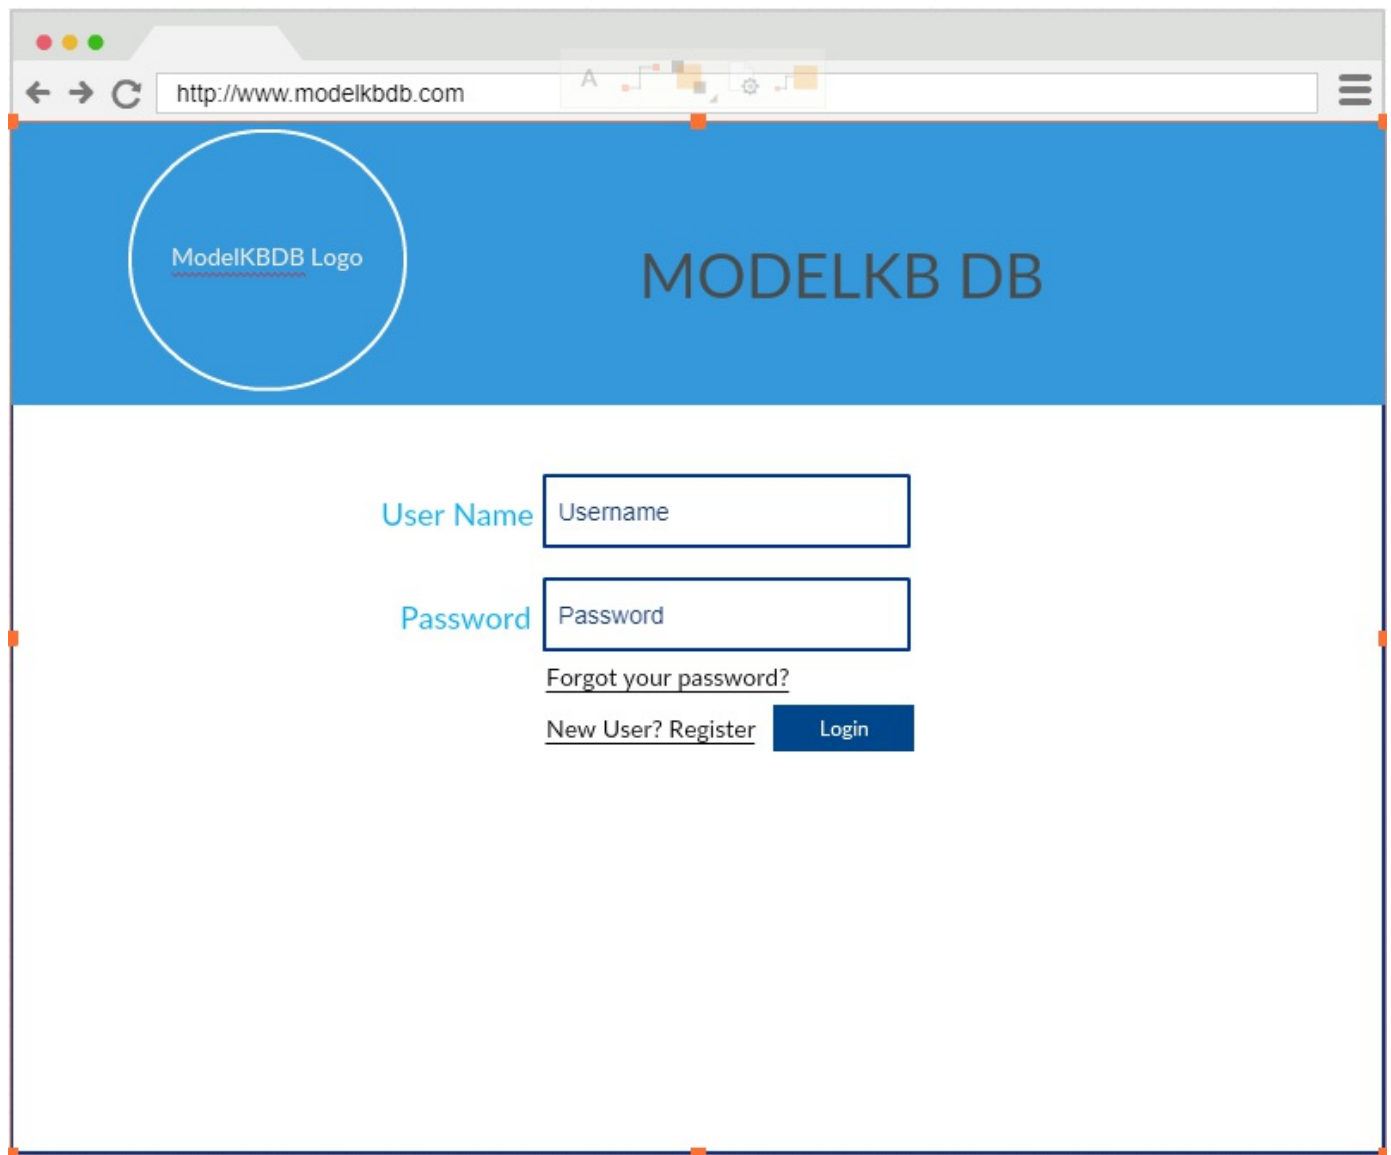 http://www.modelkbdb.com
A
ModelKBDB Logo
MODELKB DB
User Name
Username
Password
Password
Forgot your password?
New User? Register
Login